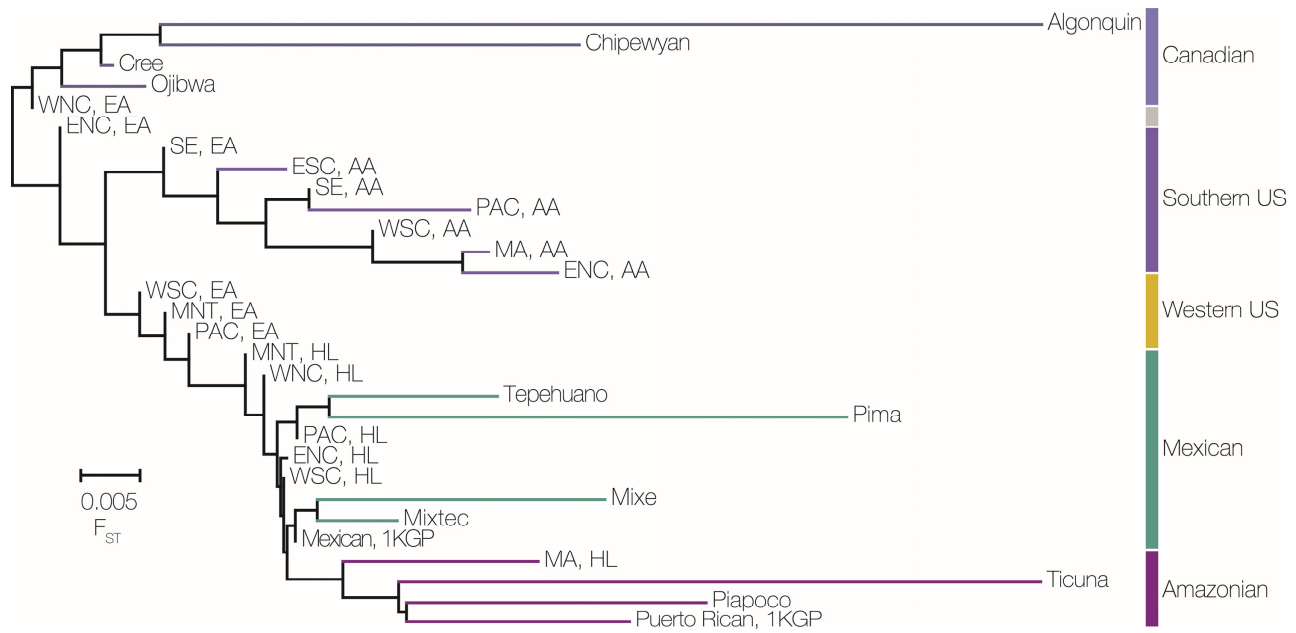 Algonquin
Chipewyan
Cree
Ojibwa
WNC, EA
ENC, EA
SE, EA
ESC, AA
SE, AA
PAC, AA
WSC, AA
MA, AA
ENC, AA
WSC, EA
MNT, EA
PAC, EA
MNT, HL
WNC, HL
Tepehuano
Pima
PAC, HL
ENC, HL
WSC, HL
Mixe
Mixtec
Mexican, 1KGP
MA, HL
Ticuna
Piapoco
Puerto Rican, 1KGP
0.005
FST
Canadian
Southern US
Western US
Mexican
Amazonian